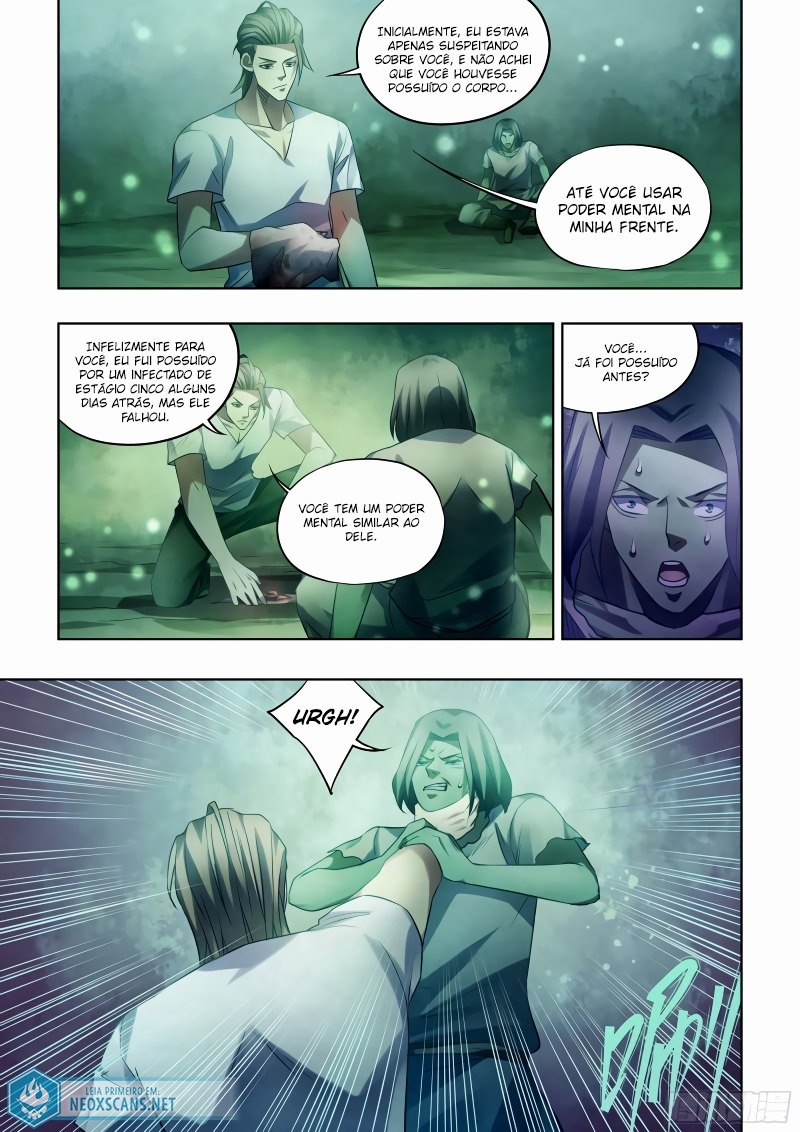 INICIALMENTE, EU ESTAVA
APENAS SUSPEITANDO
SOBRE VOCÊ, E NÃO ACHEI
QUE VOCÊ HOUVESSE
POSSUÍDO O CORPO...
ATÉ VOCÊ USAR
PODER MENTAL NA
MINHA FRENTE.
INFELIZMENTE PARA
VOCÊ, EU FUI POSSUÍDO
POR UM INFECTADO DE
ESTÁGIO CINCO ALGUNS
DIAS ATRÁS, MAS ELE
FALHOU.
VOCÊ TEM UM PODER
MENTAL SIMILAR AO
DELE.
VOCÊ...
JÁ FOI POSSUÍDO
ANTES?
URGH!
LEIA PRIMEIRO EM:
NEOXSCANS.NET